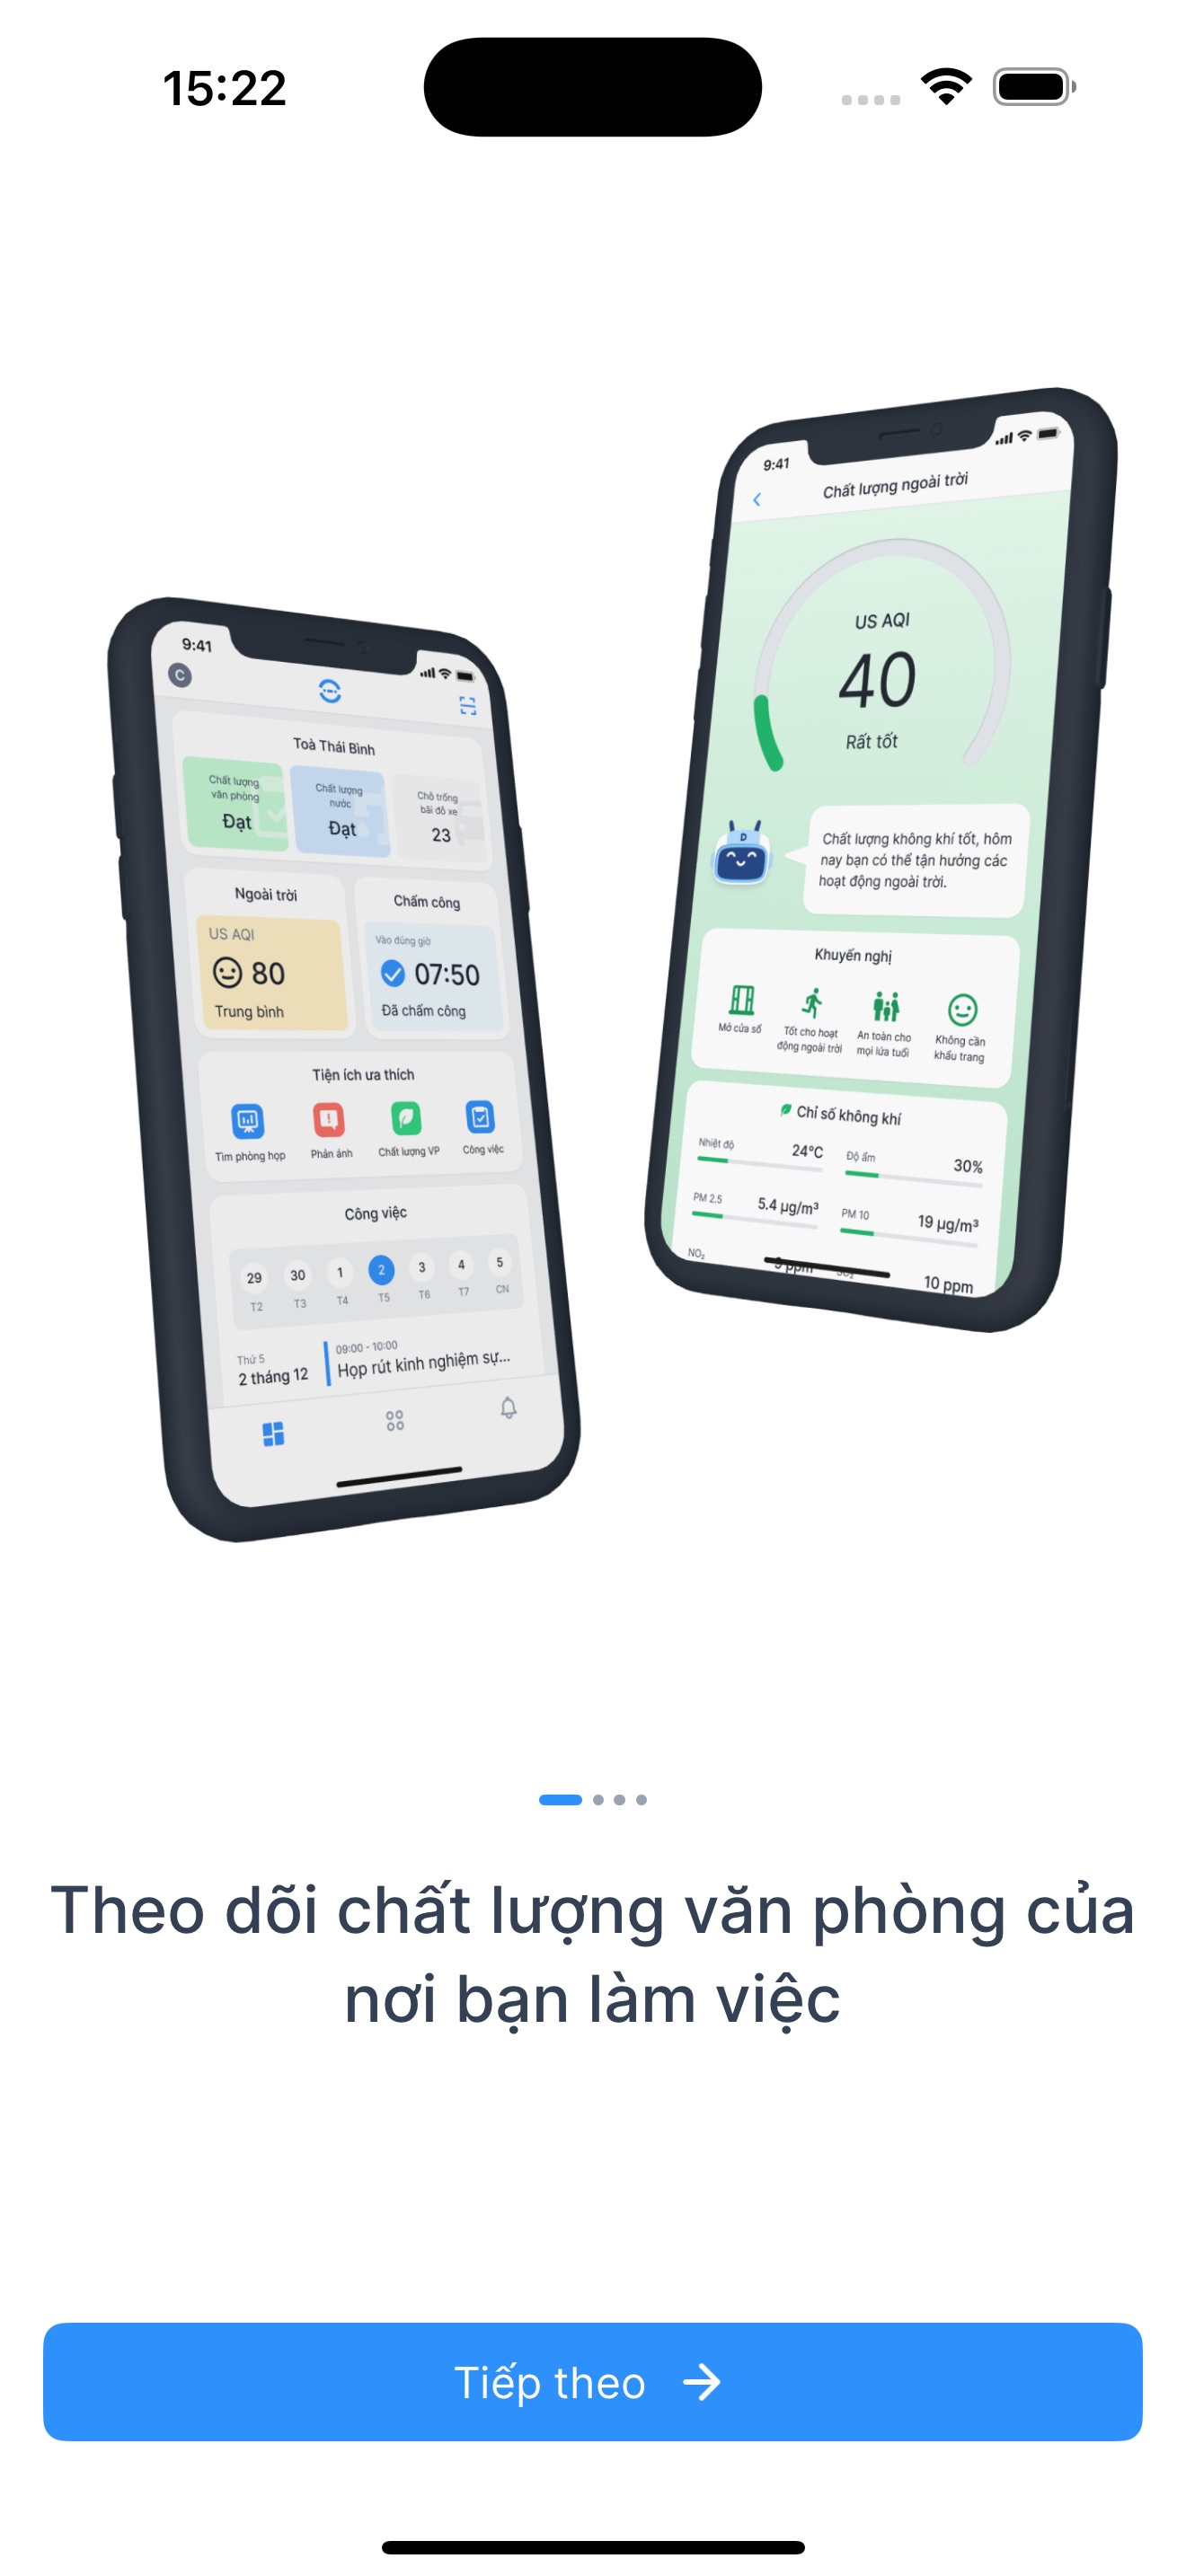 15:22
9:41
C
Toà Thái Bình
Chất lượng
văn phòng
Đạt
Chất lượng
nước
Đạt
Chỗ trống
bãi đỗ xe
23
Ngoài trời
US AQI
80
Trung bình
Chấm công
Vào đúng giờ
07:50
Đã chấm công
Tiện ích ưa thích
Tìm phòng họp
Phản ánh
Chất lượng VP
Công việc
Công việc
29 30 1 2 3 4 5
T2 T3 T4 T5 T6 T7 CN
Thứ 5
2 tháng 12
09:00 - 10:00
Họp rút kinh nghiệm sự...
9:41
Chất lượng ngoài trời
US AQI
40
Rất tốt
D
Chất lượng không khí tốt, hôm
nay bạn có thể tận hưởng các
hoạt động ngoài trời.
Khuyến nghị
Mở cửa sổ
Tốt cho hoạt
động ngoài trời
An toàn cho
mọi lứa tuổi
Không cần
khẩu trang
Chỉ số không khí
Nhiệt độ 24°C
Độ ẩm 30%
PM 2.5 5.4 µg/m³
PM 10 19 µg/m³
NO₂ 9 ppm
SO₂ 10 ppm
Theo dõi chất lượng văn phòng của
nơi bạn làm việc
Tiếp theo